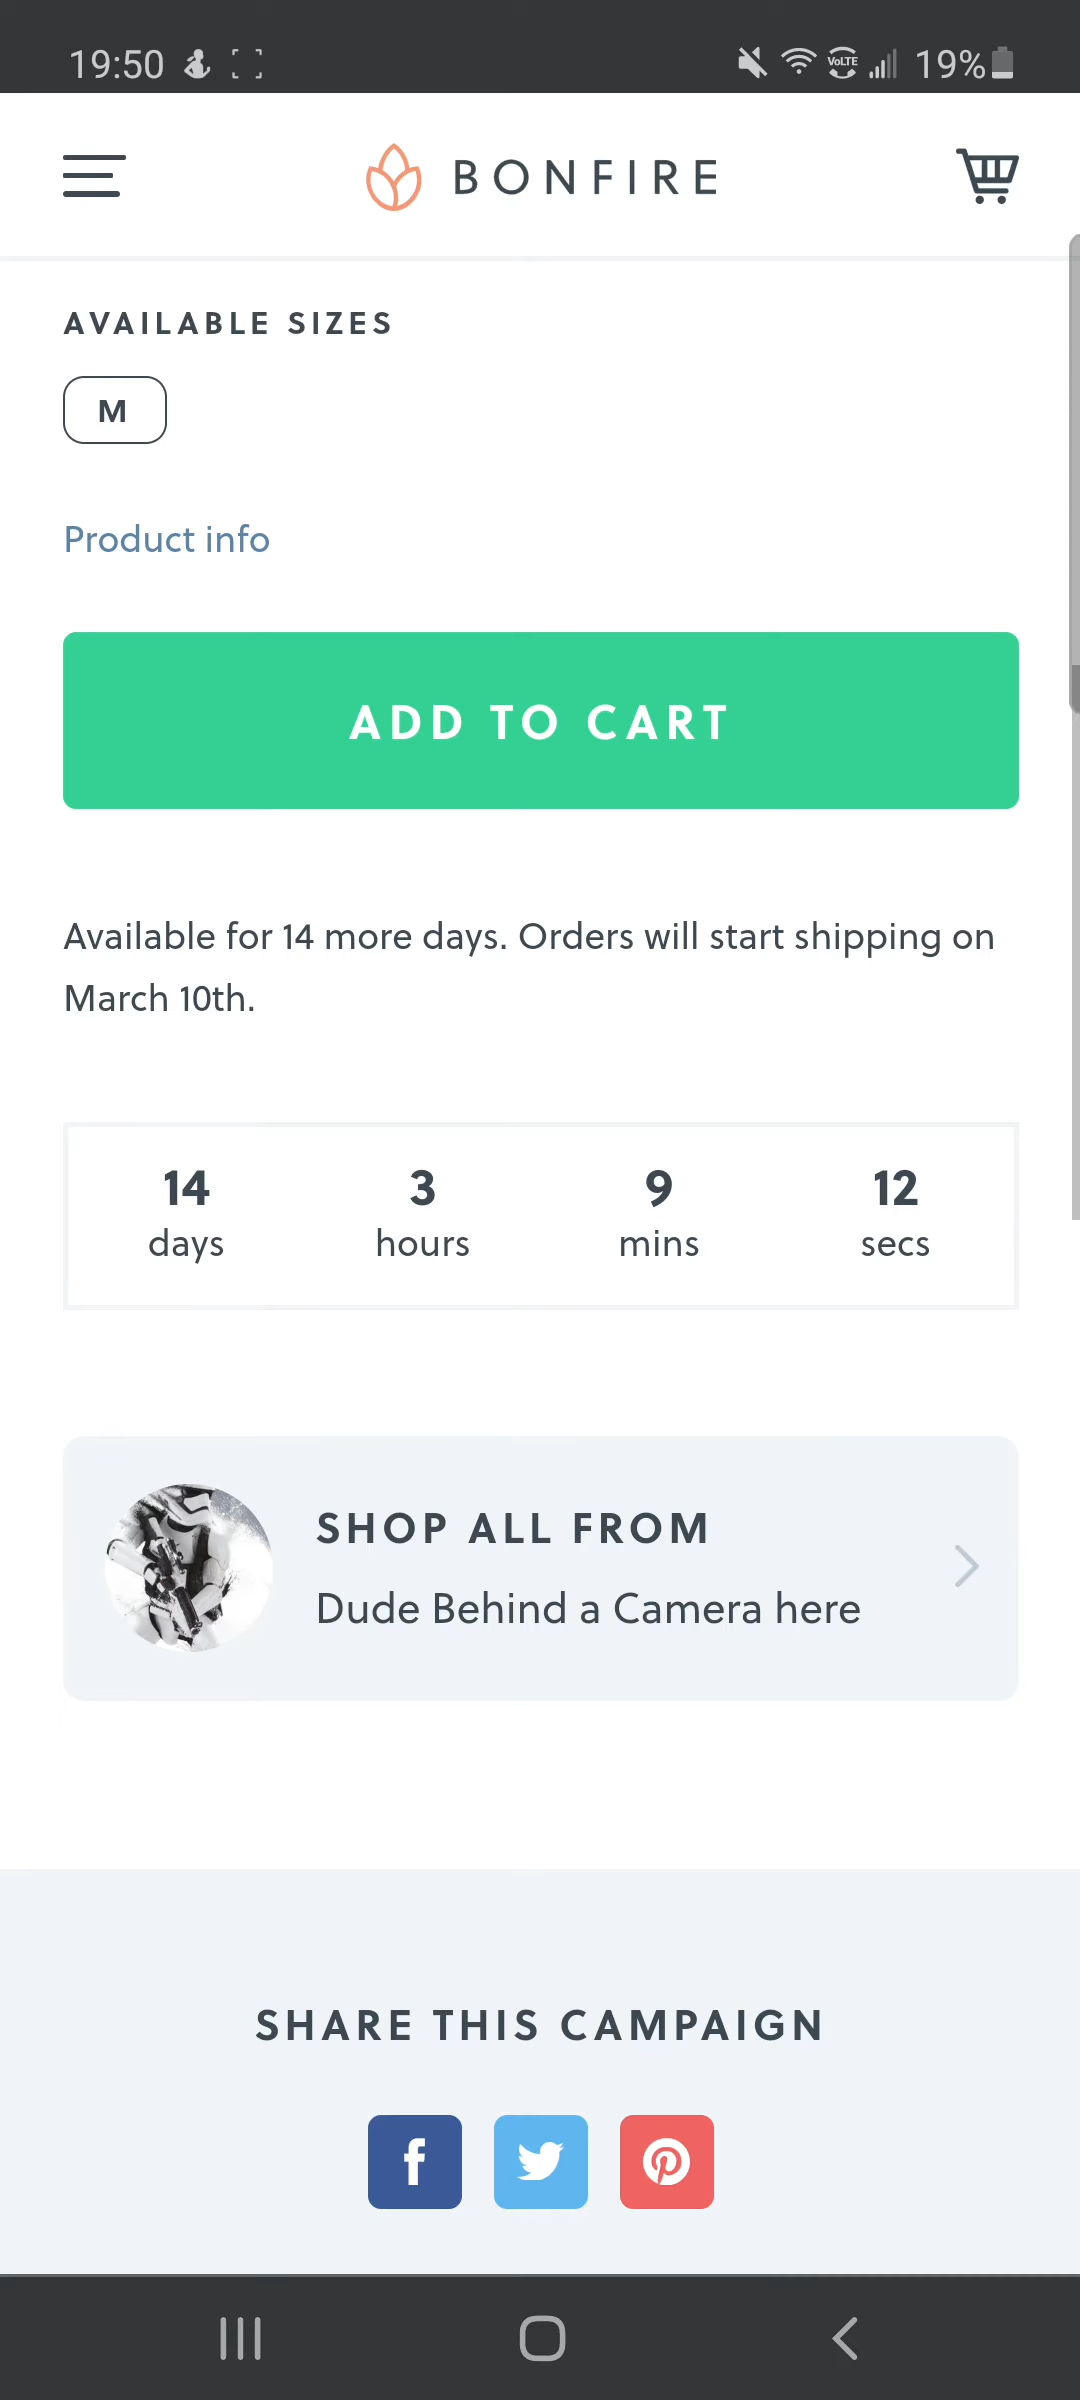 19:50
VoLTE
19%
BONFIRE
AVAILABLE SIZES
M
Product info
ADD TO CART
Available for 14 more days. Orders will start shipping on
March 10th.
14 3 9 12
days hours mins secs
SHOP ALL FROM
Dude Behind a Camera here
SHARE THIS CAMPAIGN